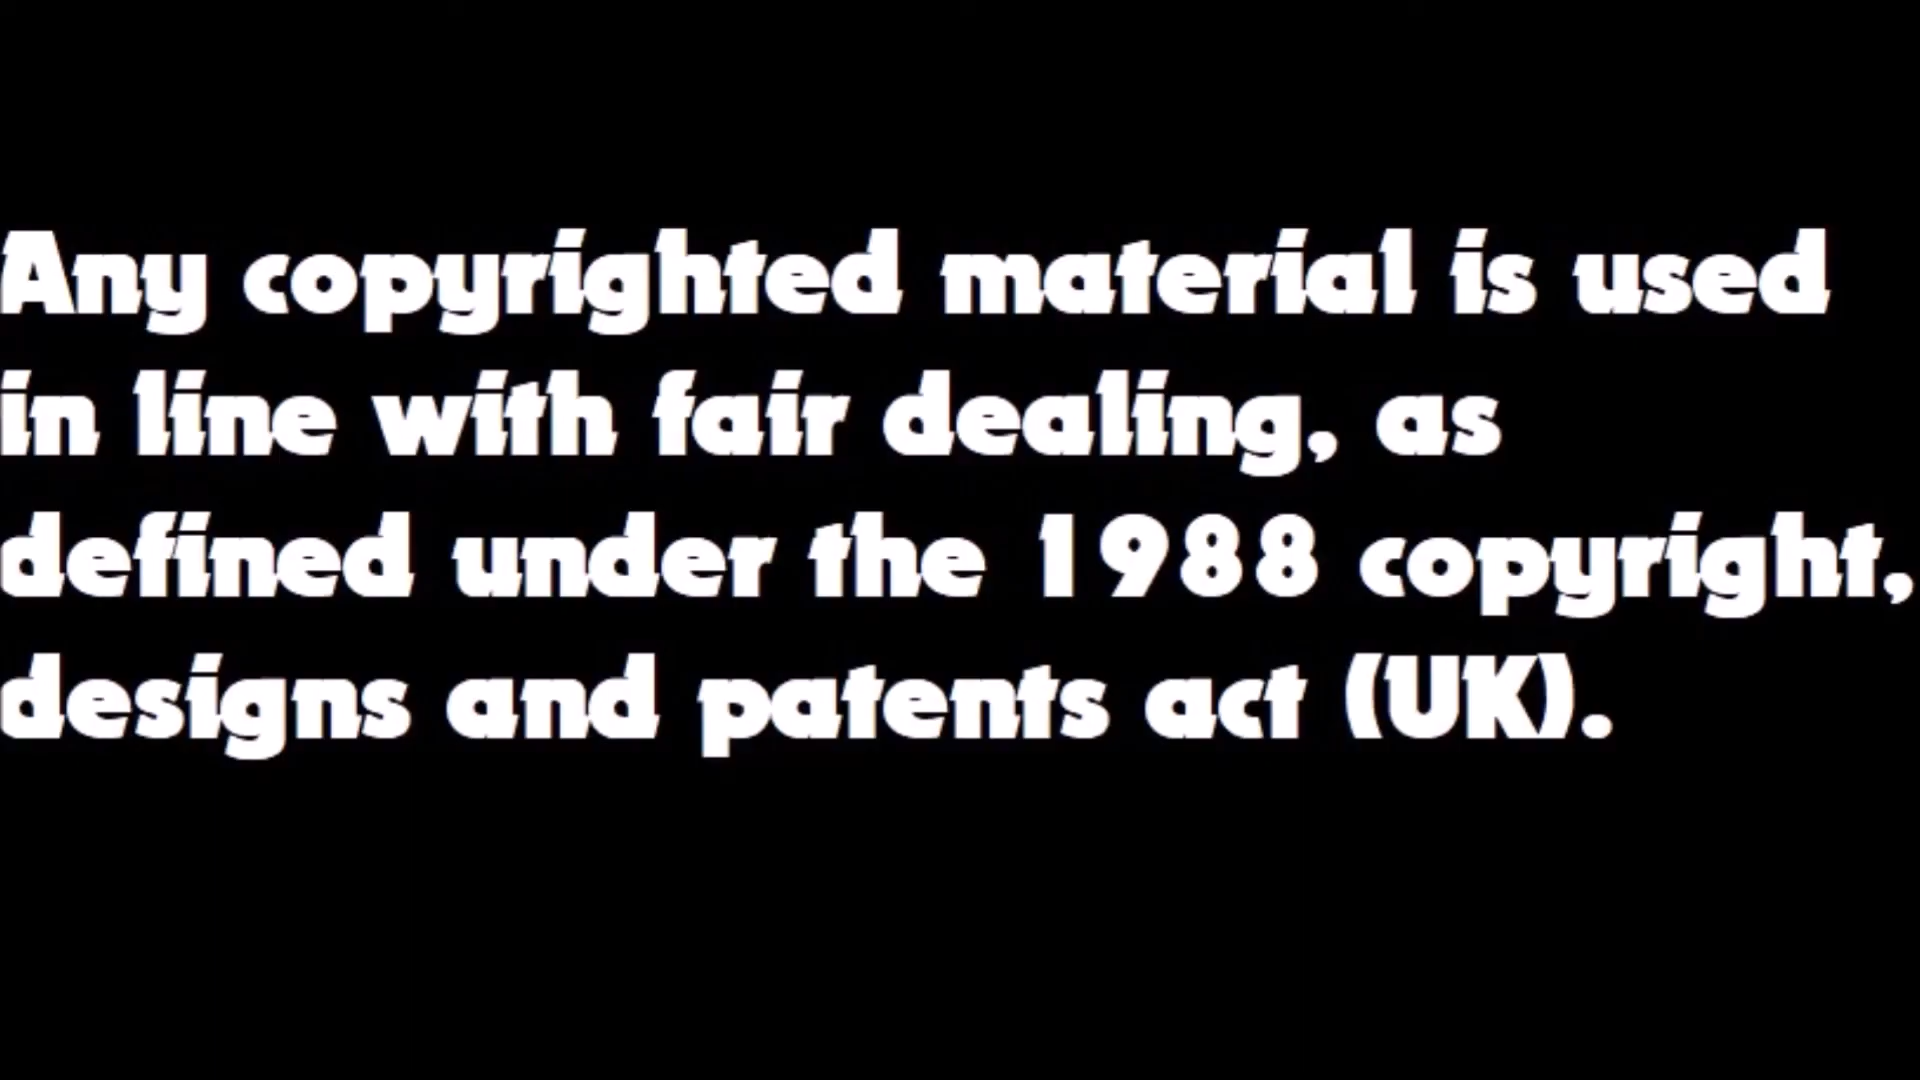 Any copyrighted material is used
in line with fair dealing, as
defined under the 1988 copyright,
designs and patents act (UK).